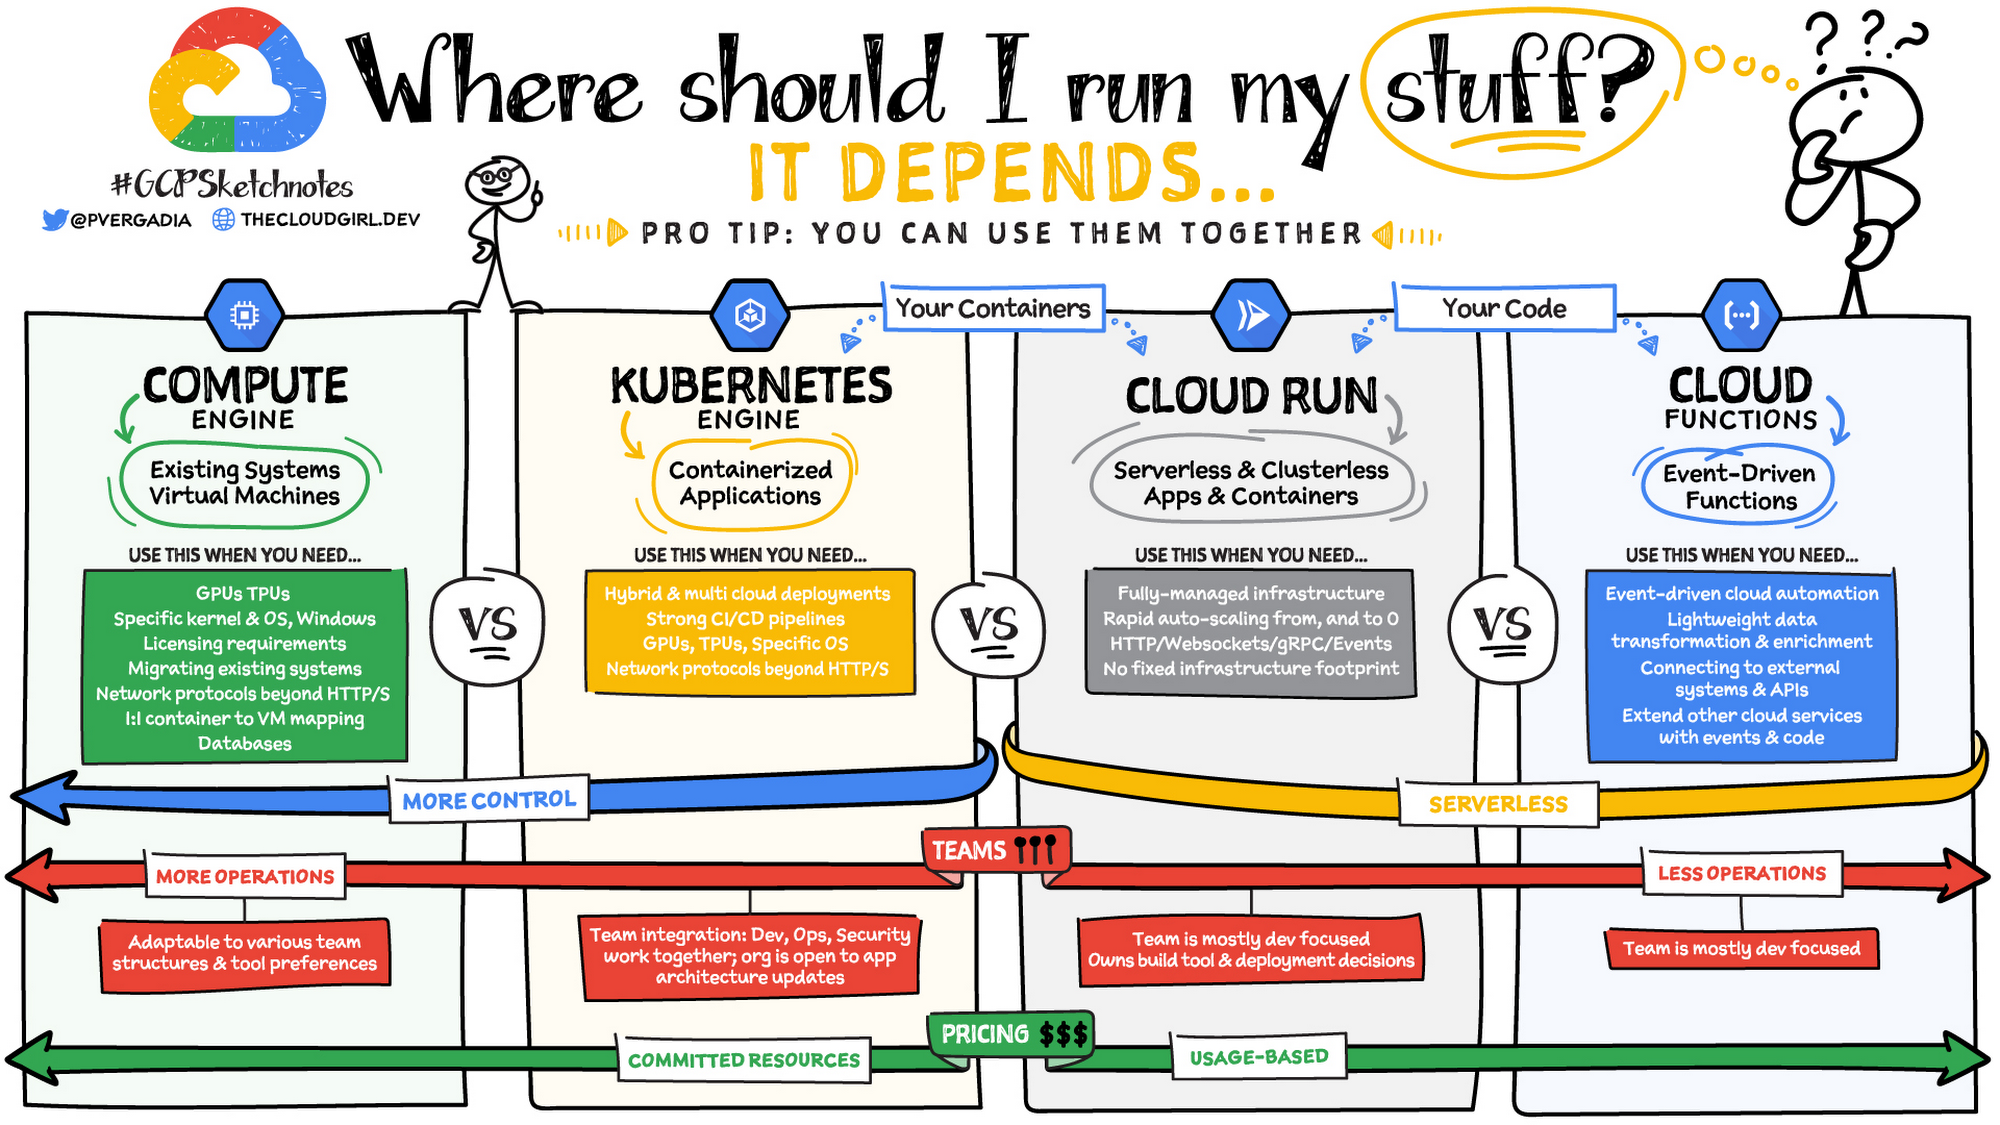 Where should I run my stuff?
IT DEPENDS...
PRO TIP: YOU CAN USE THEM TOGETHER
#GCPSketchnotes
@PVERGADIA THECLOUDGIRL.DEV
? ? ?
Your Containers
Your Code
COMPUTE
ENGINE
Existing Systems
Virtual Machines
USE THIS WHEN YOU NEED...
GPUs TPUs
Specific kernel & OS, Windows
Licensing requirements
Migrating existing systems
Network protocols beyond HTTP/S
1:1 container to VM mapping
Databases
VS
KUBERNETES
ENGINE
Containerized
Applications
USE THIS WHEN YOU NEED...
Hybrid & multi cloud deployments
Strong CI/CD pipelines
GPUs, TPUs, Specific OS
Network protocols beyond HTTP/S
VS
CLOUD RUN
Serverless & Clusterless
Apps & Containers
USE THIS WHEN YOU NEED...
Fully-managed infrastructure
Rapid auto-scaling from, and to 0
HTTP/Websockets/gRPC/Events
No fixed infrastructure footprint
VS
CLOUD
FUNCTIONS
Event-Driven
Functions
USE THIS WHEN YOU NEED...
Event-driven cloud automation
Lightweight data
transformation & enrichment
Connecting to external
systems & APIs
Extend other cloud services
with events & code
MORE CONTROL
SERVERLESS
TEAMS
MORE OPERATIONS
LESS OPERATIONS
Adaptable to various team
structures & tool preferences
Team integration: Dev, Ops, Security
work together; org is open to app
architecture updates
Team is mostly dev focused
Owns build tool & deployment decisions
Team is mostly dev focused
PRICING $$$
COMMITTED RESOURCES
USAGE-BASED